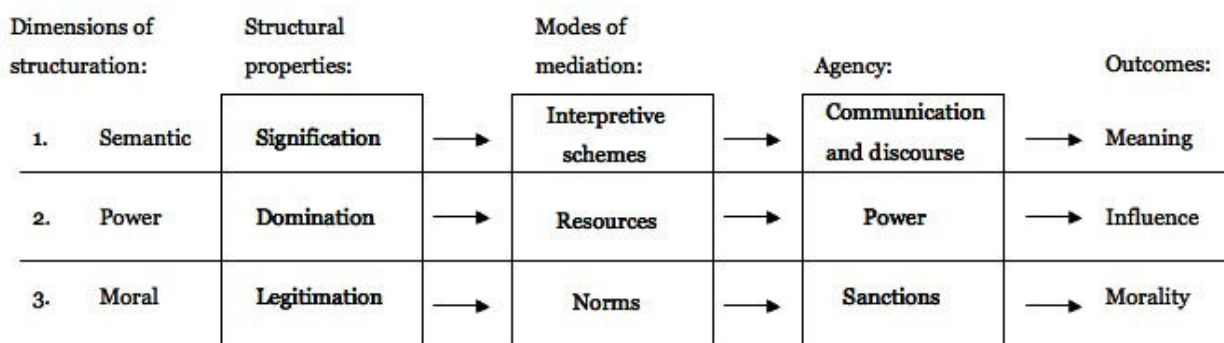 Dimensions of structuration:
Structural properties:
Modes of mediation:
Agency:
Outcomes:
1. Semantic Signification Interpretive schemes Communication and discourse Meaning
2. Power Domination Resources Power Influence
3. Moral Legitimation Norms Sanctions Morality